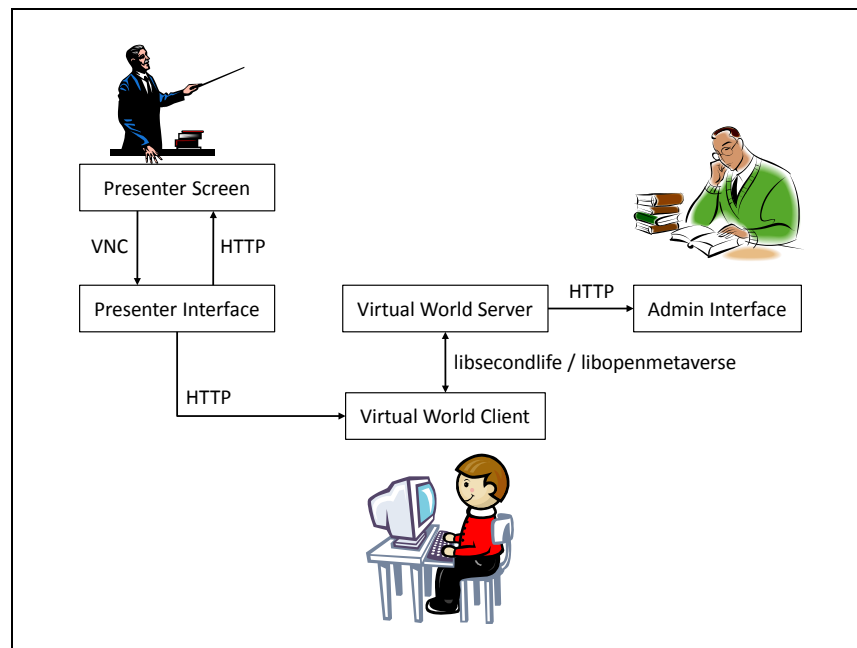 Presenter Screen
VNC
HTTP
Presenter Interface
Virtual World Server
HTTP
Admin Interface
libsecondlife / libopenmetaverse
HTTP
Virtual World Client